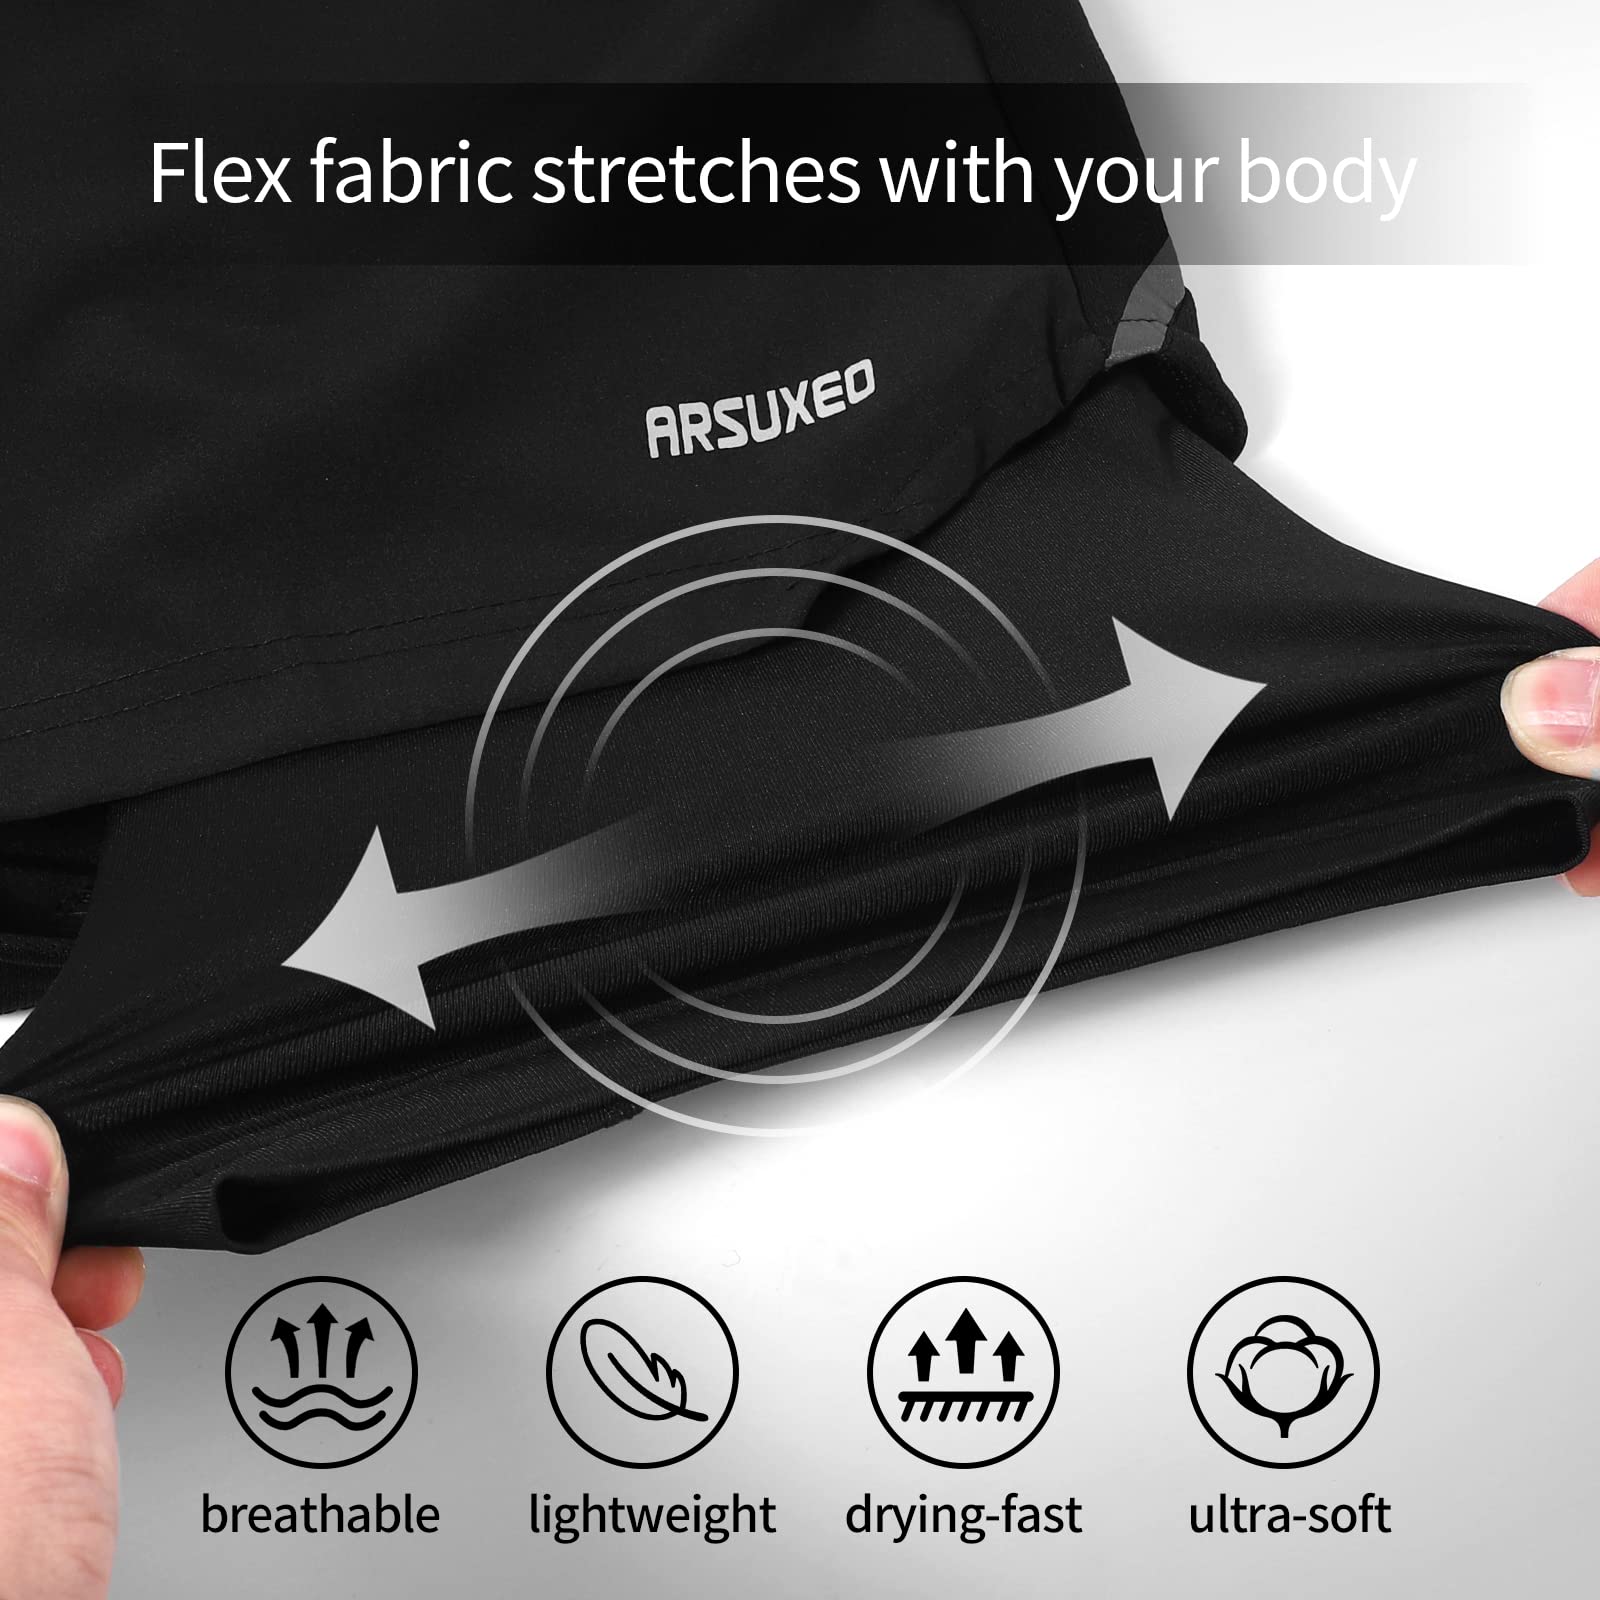 Flex fabric stretches with your body
ARSUXEO
breathable
lightweight
drying-fast
ultra-soft